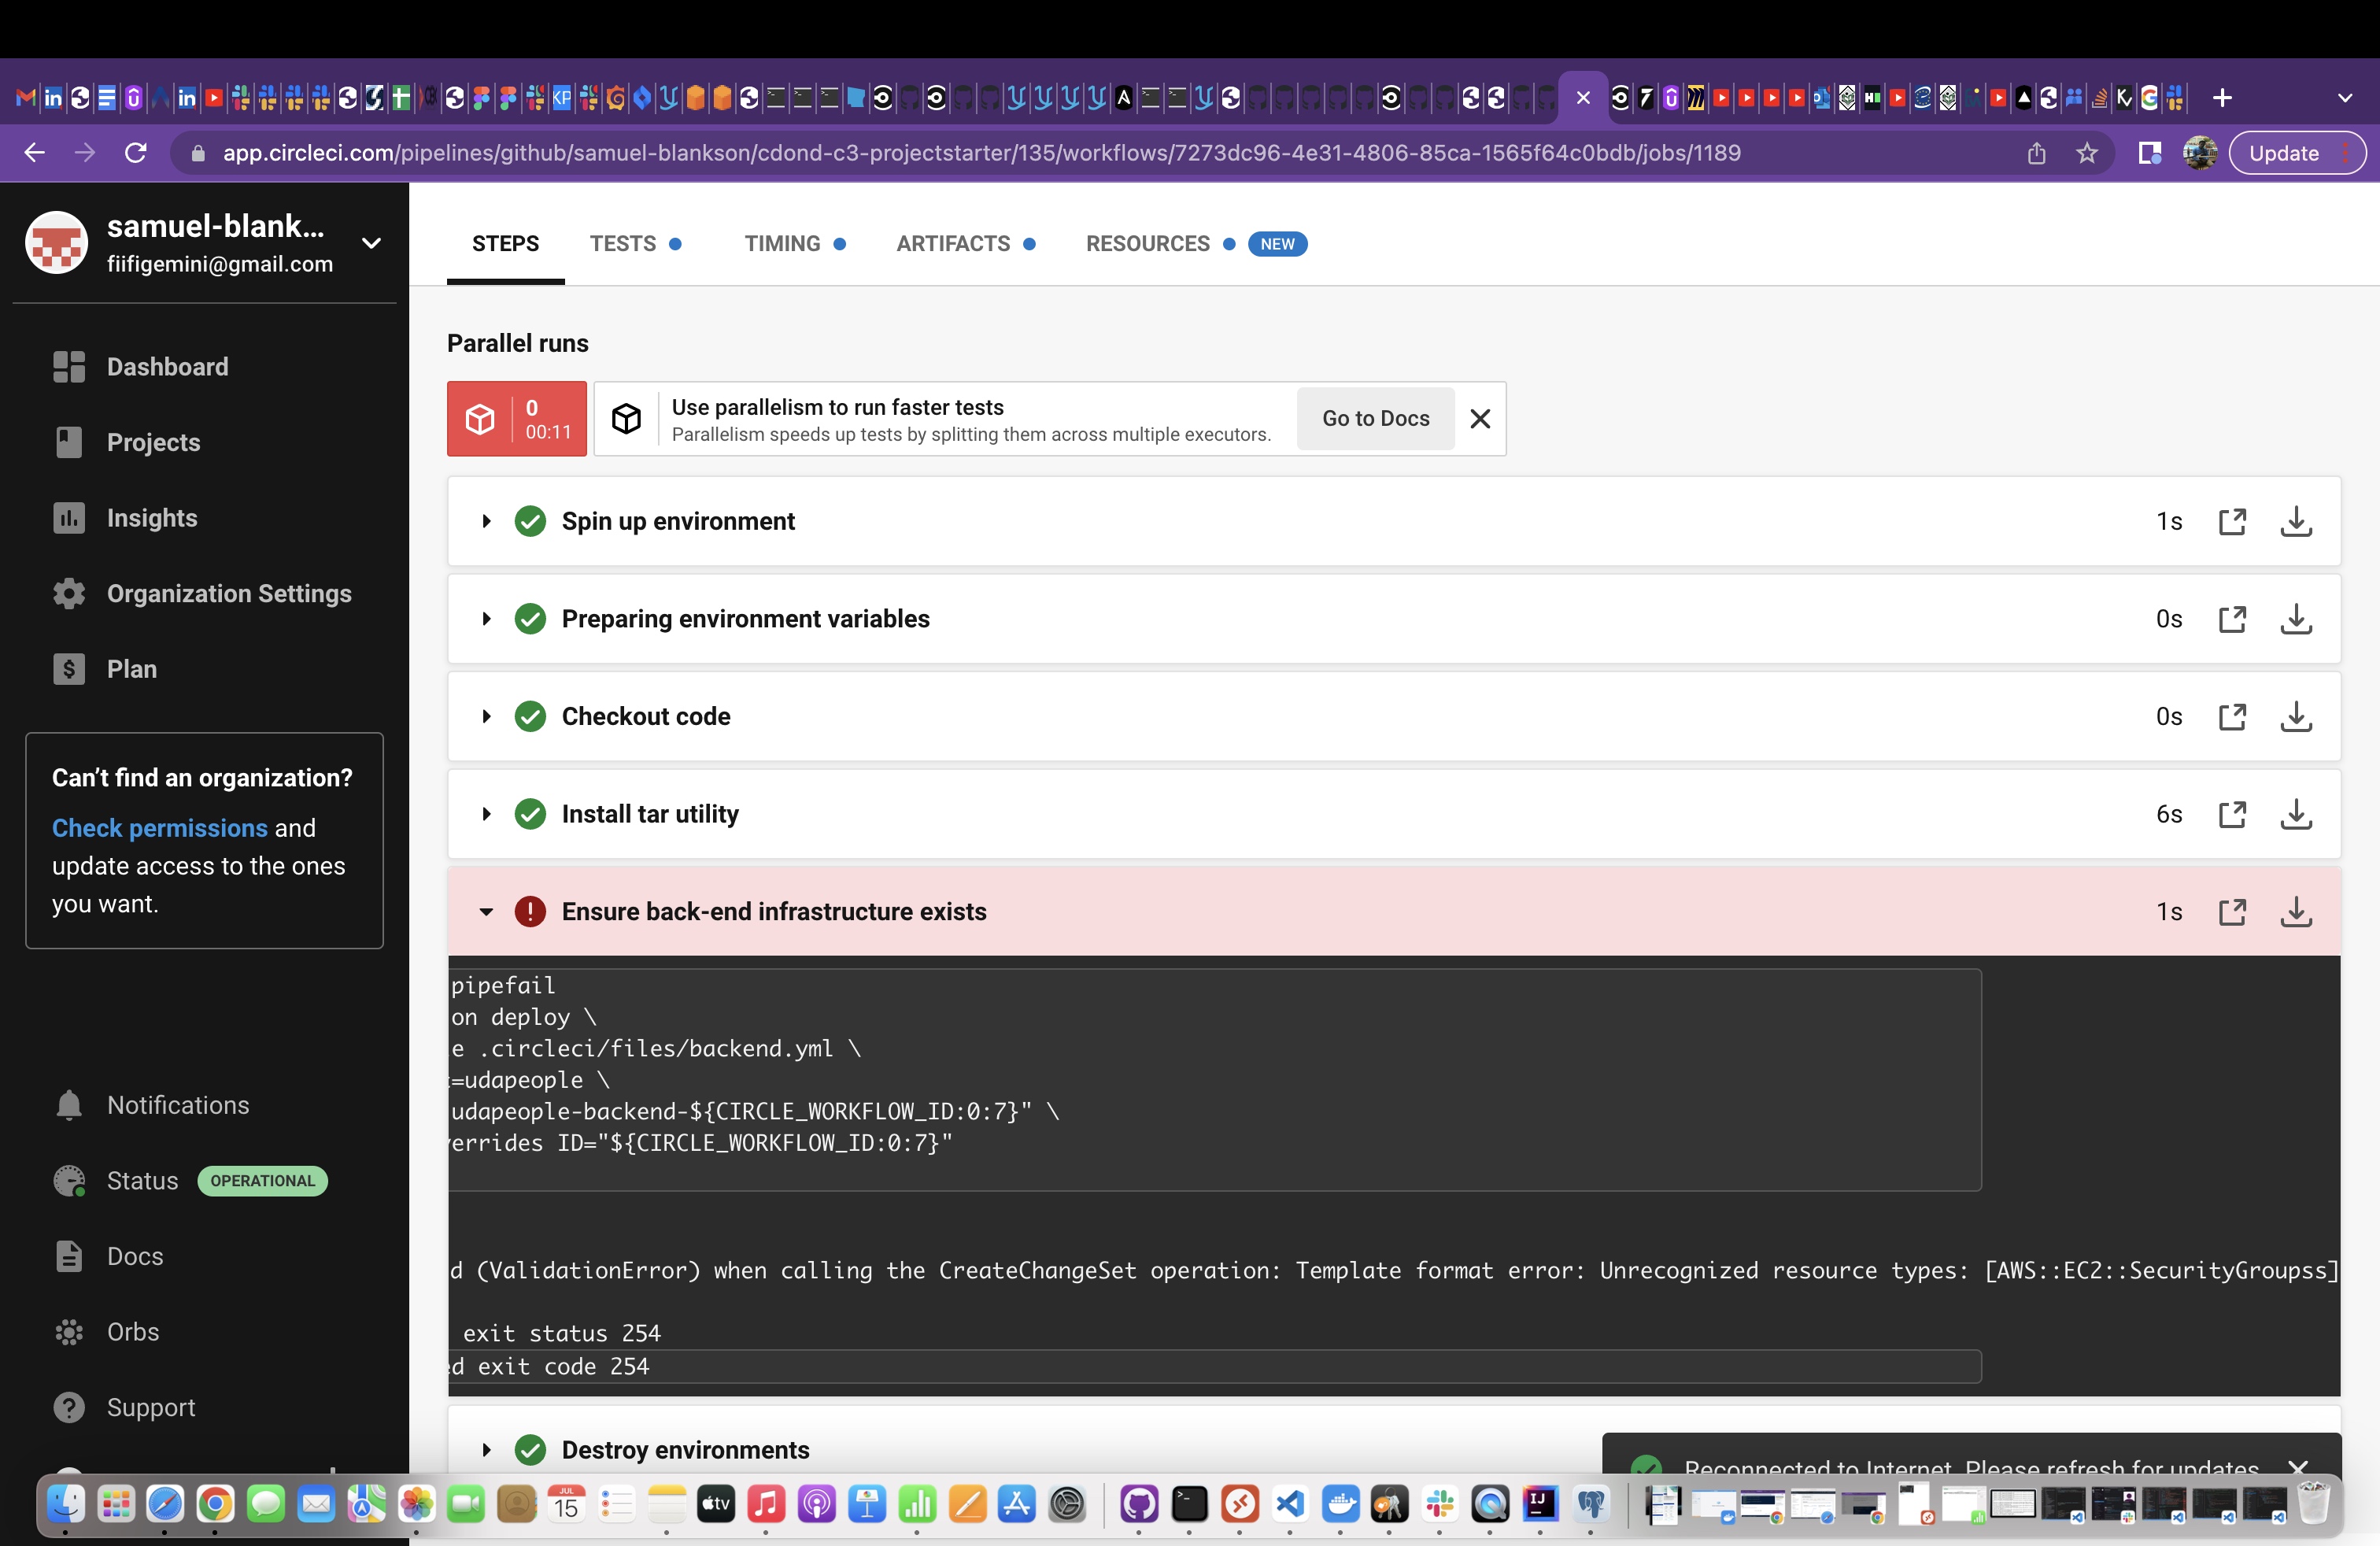 app.circleci.com/pipelines/github/samuel-blankson/cdond-c3-projectstarter/135/workflows/7273dc96-4e31-4806-85ca-1565f64c0bdb/jobs/1189
Update
samuel-blank...
fiifigemini@gmail.com
Dashboard
Projects
Insights
Organization Settings
Plan
Can’t find an organization?
Check permissions and
update access to the ones
you want.
Notifications
Status OPERATIONAL
Docs
Orbs
Support
STEPS TESTS TIMING ARTIFACTS RESOURCES NEW
Parallel runs
0
00:11
Use parallelism to run faster tests
Parallelism speeds up tests by splitting them across multiple executors.
Go to Docs
Spin up environment 1s
Preparing environment variables 0s
Checkout code 0s
Install tar utility 6s
Ensure back-end infrastructure exists 1s
pipefail
on deploy \
e .circleci/files/backend.yml \
=udapeople \
udapeople-backend-${CIRCLE_WORKFLOW_ID:0:7}" \
errides ID="${CIRCLE_WORKFLOW_ID:0:7}"
d (ValidationError) when calling the CreateChangeSet operation: Template format error: Unrecognized resource types: [AWS::EC2::SecurityGroupss]
exit status 254
d exit code 254
Destroy environments
Reconnected to Internet. Please refresh for updates.
JUL
15
tv
IJ